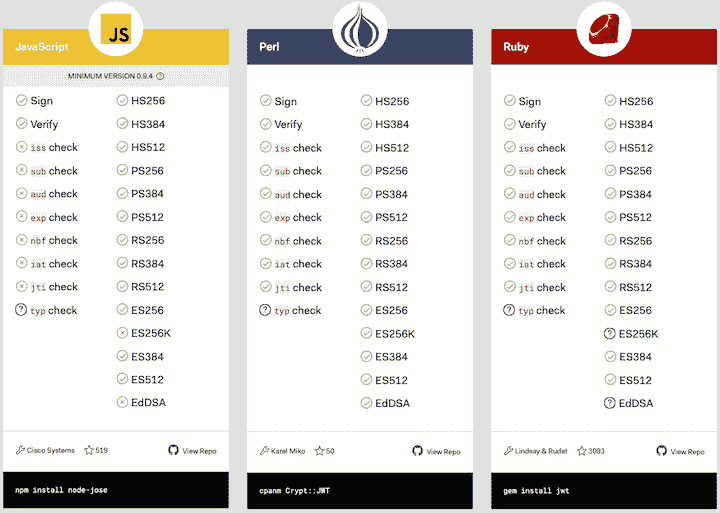 JS
JavaScript
MINIMUM VERSION 0.9.4 ?
Sign
Verify
iss check
sub check
aud check
exp check
nbf check
iat check
jti check
? typ check
HS256
HS384
HS512
PS256
PS384
PS512
RS256
RS384
RS512
ES256
ES256K
ES384
ES512
EdDSA
Cisco Systems 519 View Repo
npm install node-jose
Perl
Sign
Verify
iss check
sub check
aud check
exp check
nbf check
iat check
jti check
? typ check
HS256
HS384
HS512
PS256
PS384
PS512
RS256
RS384
RS512
ES256
ES256K
ES384
ES512
EdDSA
Karel Miko 50 View Repo
cpanm Crypt::JWT
Ruby
Sign
Verify
iss check
sub check
aud check
exp check
nbf check
iat check
jti check
? typ check
HS256
HS384
HS512
PS256
PS384
PS512
RS256
RS384
RS512
ES256
? ES256K
ES384
ES512
? EdDSA
Lindsay & Rudat 3093 View Repo
gem install jwt